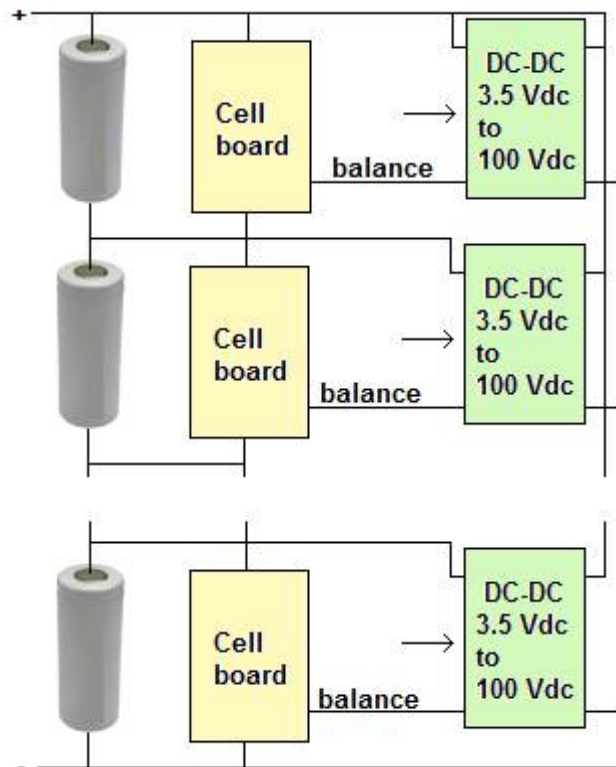 +
DC-DC
3.5 Vdc
to
100 Vdc
Cell
board
balance
DC-DC
3.5 Vdc
to
100 Vdc
Cell
board
balance
DC-DC
3.5 Vdc
to
100 Vdc
Cell
board
balance
-